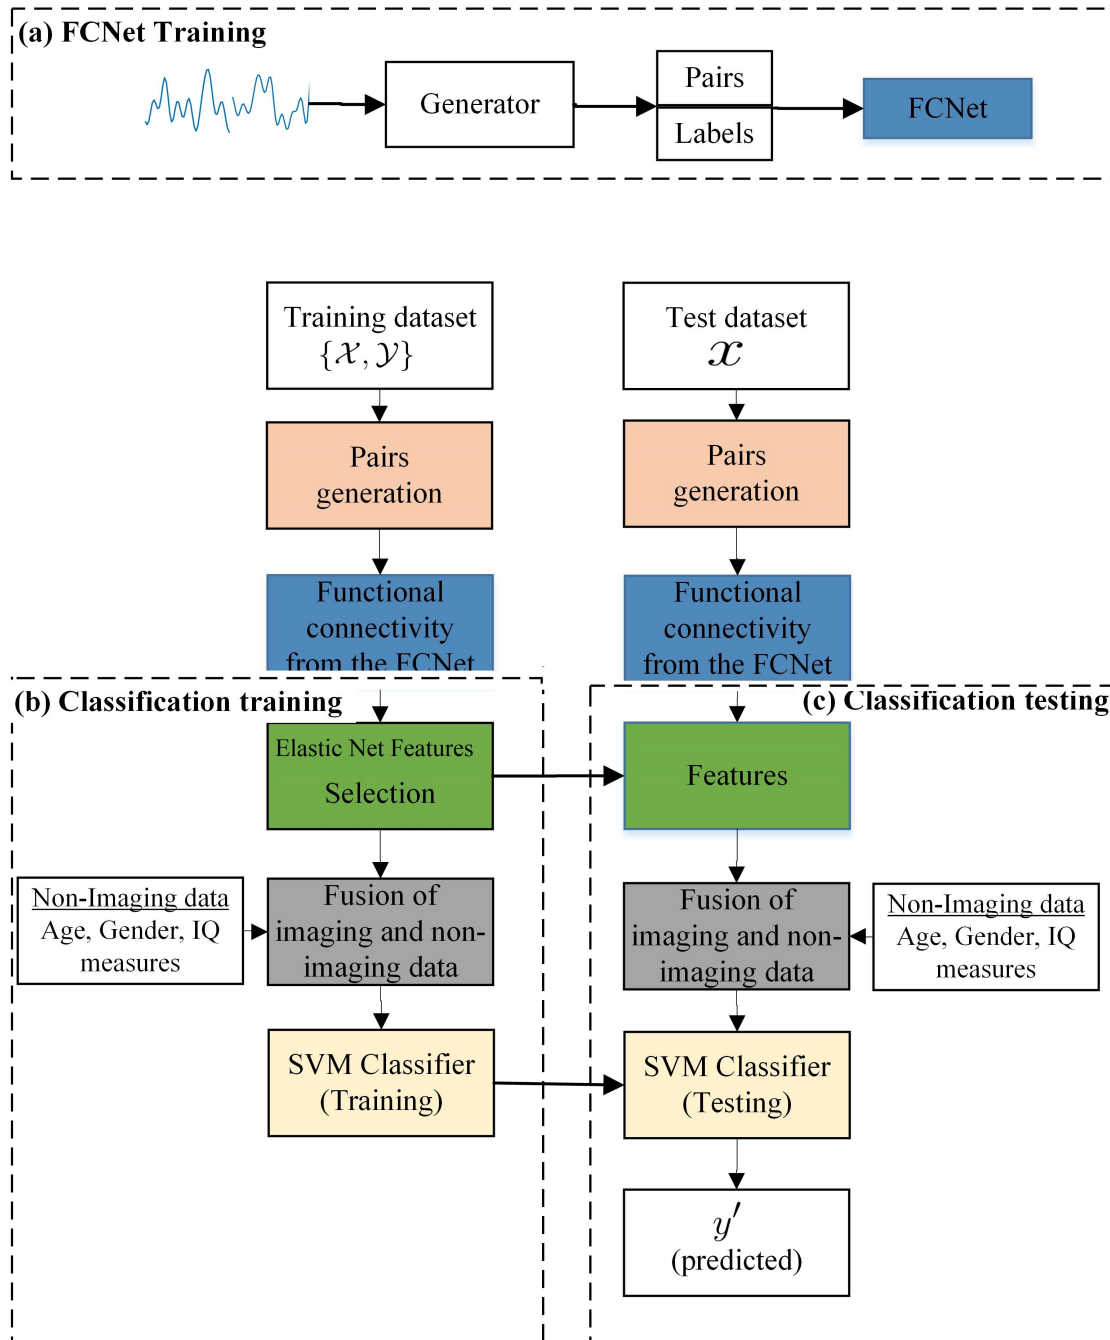 (a) FCNet Training
Generator
Pairs
Labels
FCNet
Training dataset
{𝒳, 𝒴}
Pairs
generation
Functional
connectivity
from the FCNet
Test dataset
x
Pairs
generation
Functional
connectivity
from the FCNet
(b) Classification training
Elastic Net Features
Selection
Non-Imaging data
Age, Gender, IQ
measures
Fusion of
imaging and non-
imaging data
SVM Classifier
(Training)
(c) Classification testing
Features
Fusion of
imaging and non-
imaging data
Non-Imaging data
Age, Gender, IQ
measures
SVM Classifier
(Testing)
y′
(predicted)